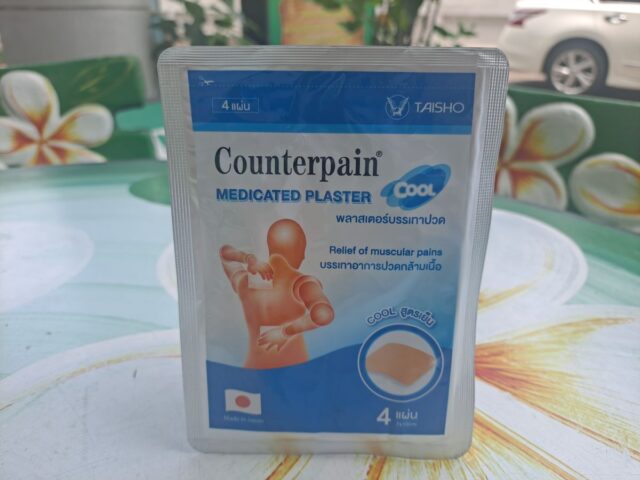 4 แผ่น
TAISHO
Counterpain®
MEDICATED PLASTER COOL
พลาสเตอร์บรรเทาปวด
Relief of muscular pains
บรรเทาอาการปวดกล้ามเนื้อ
COOL สูตรเย็น
Made in Japan
4 แผ่น